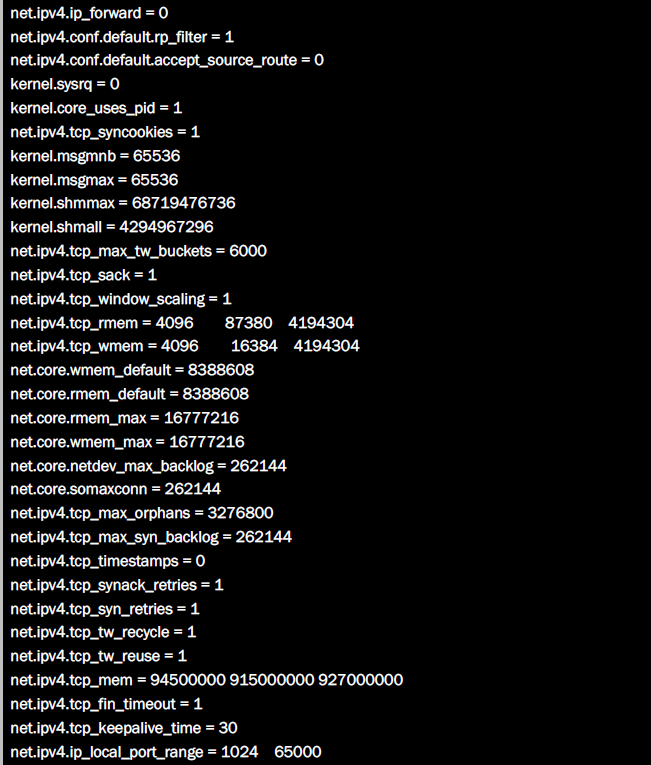 net.ipv4.ip_forward = 0
net.ipv4.conf.default.rp_filter = 1
net.ipv4.conf.default.accept_source_route = 0
kernel.sysrq = 0
kernel.core_uses_pid = 1
net.ipv4.tcp_syncookies = 1
kernel.msgmnb = 65536
kernel.msgmax = 65536
kernel.shmmax = 68719476736
kernel.shmall = 4294967296
net.ipv4.tcp_max_tw_buckets = 6000
net.ipv4.tcp_sack = 1
net.ipv4.tcp_window_scaling = 1
net.ipv4.tcp_rmem = 4096 87380 4194304
net.ipv4.tcp_wmem = 4096 16384 4194304
net.core.wmem_default = 8388608
net.core.rmem_default = 8388608
net.core.rmem_max = 16777216
net.core.wmem_max = 16777216
net.core.netdev_max_backlog = 262144
net.core.somaxconn = 262144
net.ipv4.tcp_max_orphans = 3276800
net.ipv4.tcp_max_syn_backlog = 262144
net.ipv4.tcp_timestamps = 0
net.ipv4.tcp_synack_retries = 1
net.ipv4.tcp_syn_retries = 1
net.ipv4.tcp_tw_recycle = 1
net.ipv4.tcp_tw_reuse = 1
net.ipv4.tcp_mem = 94500000 915000000 927000000
net.ipv4.tcp_fin_timeout = 1
net.ipv4.tcp_keepalive_time = 30
net.ipv4.ip_local_port_range = 1024 65000